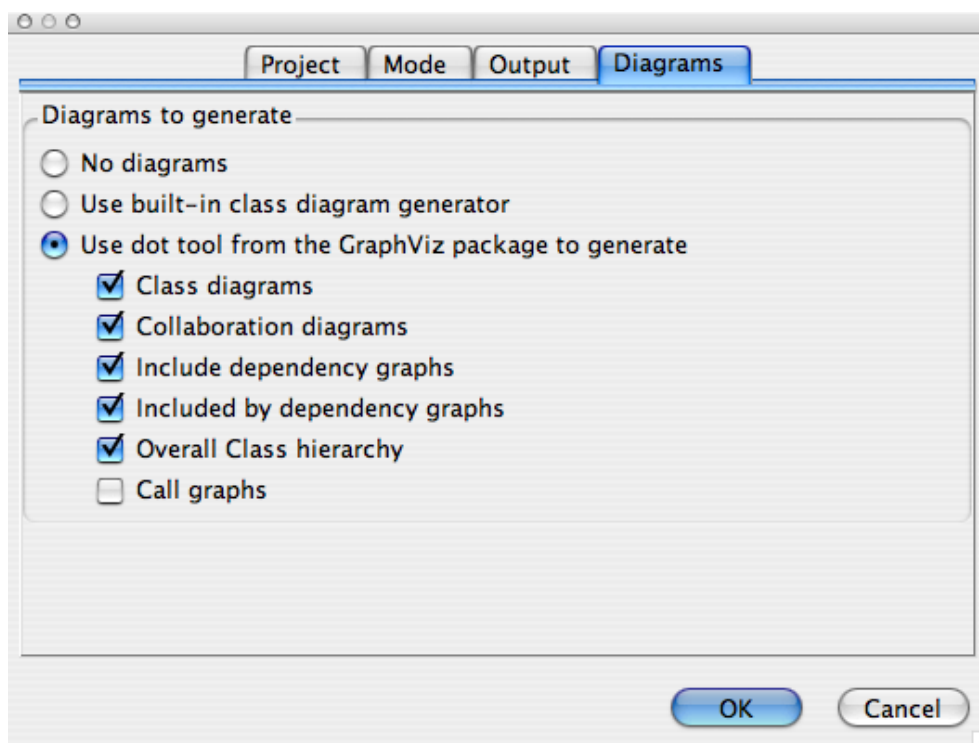 Project Mode Output Diagrams
Diagrams to generate
No diagrams
Use built-in class diagram generator
Use dot tool from the GraphViz package to generate
Class diagrams
Collaboration diagrams
Include dependency graphs
Included by dependency graphs
Overall Class hierarchy
Call graphs
OK Cancel